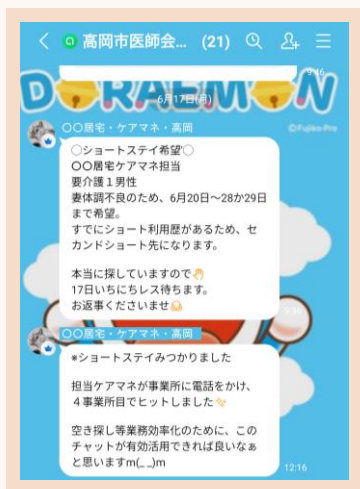 高岡市医師会... (21)
9:46
DORAEMON
6月17日(月)
〇〇居宅・ケアマネ・高岡
©Fujiko-Pro
〇ショートステイ希望〇
〇〇居宅ケアマネ担当
要介護1男性
妻体調不良のため、6月20日～28か29日
まで希望。
すでにショート利用歴があるため、セ
カンドショート先になります。
本当に探していますので👋
17日いちにちレス待ちます。
お返事くださいませ🙇
〇〇居宅・ケアマネ・高岡
*ショートステイみつかりました
担当ケアマネが事業所に電話をかけ、
４事業所目でヒットしました✨
空き探し等業務効率化のために、この
チャットが有効活用できれば良いなぁ
と思いますm(_ _)m
12:16